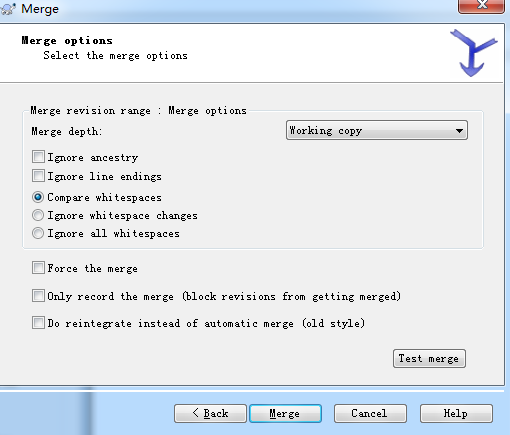 Merge
Merge options
Select the merge options
Merge revision range : Merge options
Merge depth: Working copy
Ignore ancestry
Ignore line endings
Compare whitespaces
Ignore whitespace changes
Ignore all whitespaces
Force the merge
Only record the merge (block revisions from getting merged)
Do reintegrate instead of automatic merge (old style)
Test merge
< Back Merge Cancel Help